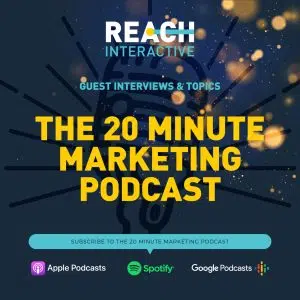 REACH
INTERACTIVE
GUEST INTERVIEWS & TOPICS
THE 20 MINUTE
MARKETING
PODCAST
SUBSCRIBE TO THE 20 MINUTE MARKETING PODCAST
Apple Podcasts
Spotify
Google Podcasts